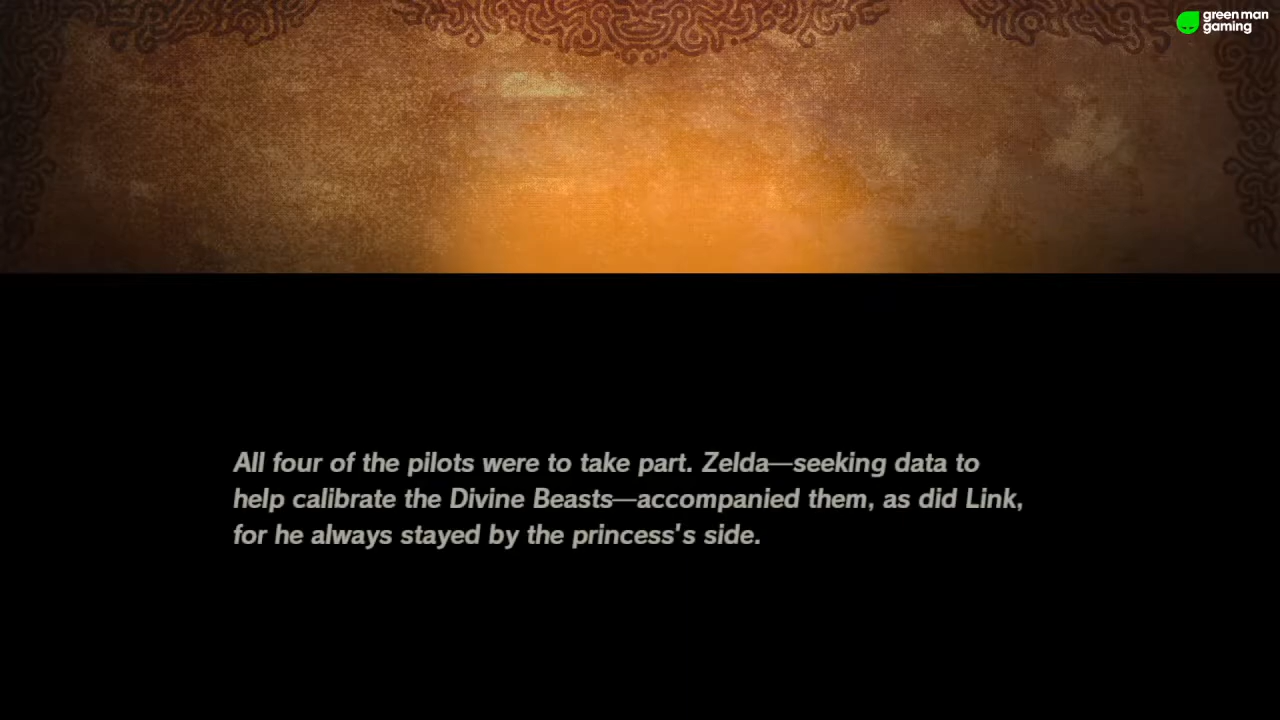 green man
gaming
All four of the pilots were to take part. Zelda—seeking data to
help calibrate the Divine Beasts—accompanied them, as did Link,
for he always stayed by the princess's side.